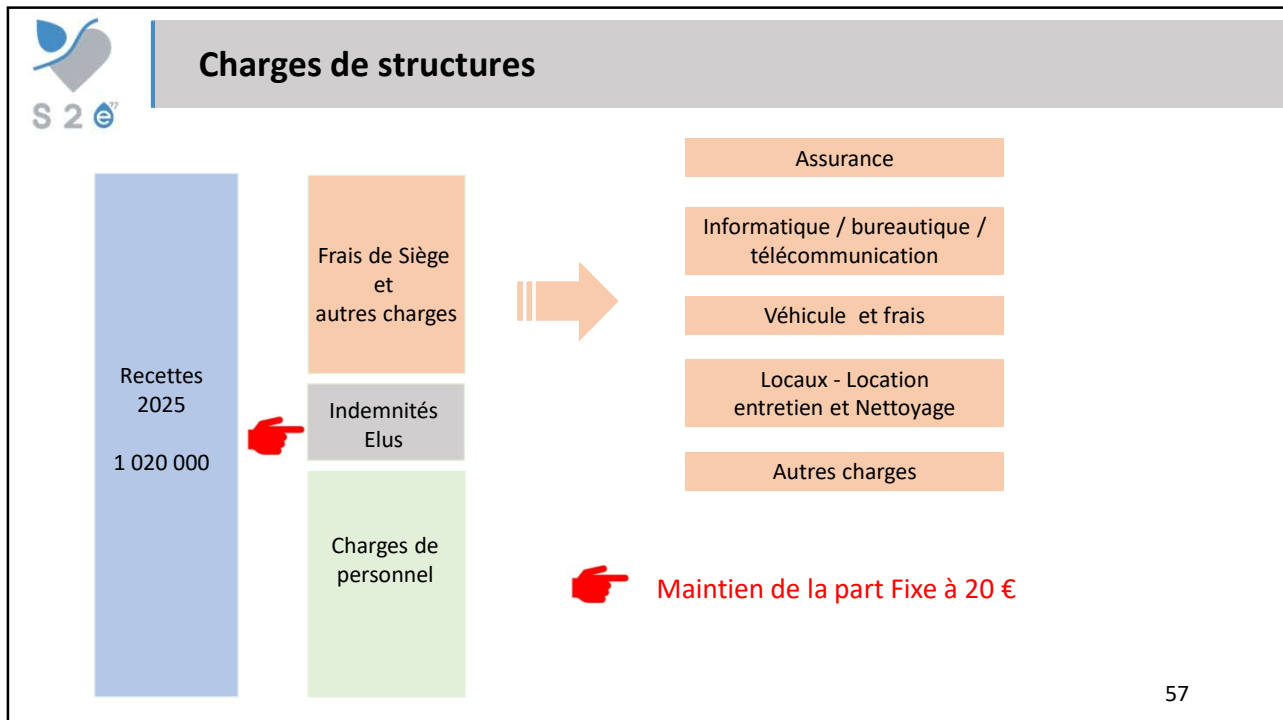 S2e77
Charges de structures
Recettes
2025
1 020 000
Frais de Siège
et
autres charges
Indemnités
Elus
Charges de
personnel
Assurance
Informatique / bureautique /
télécommunication
Véhicule et frais
Locaux - Location
entretien et Nettoyage
Autres charges
Maintien de la part Fixe à 20 €
57